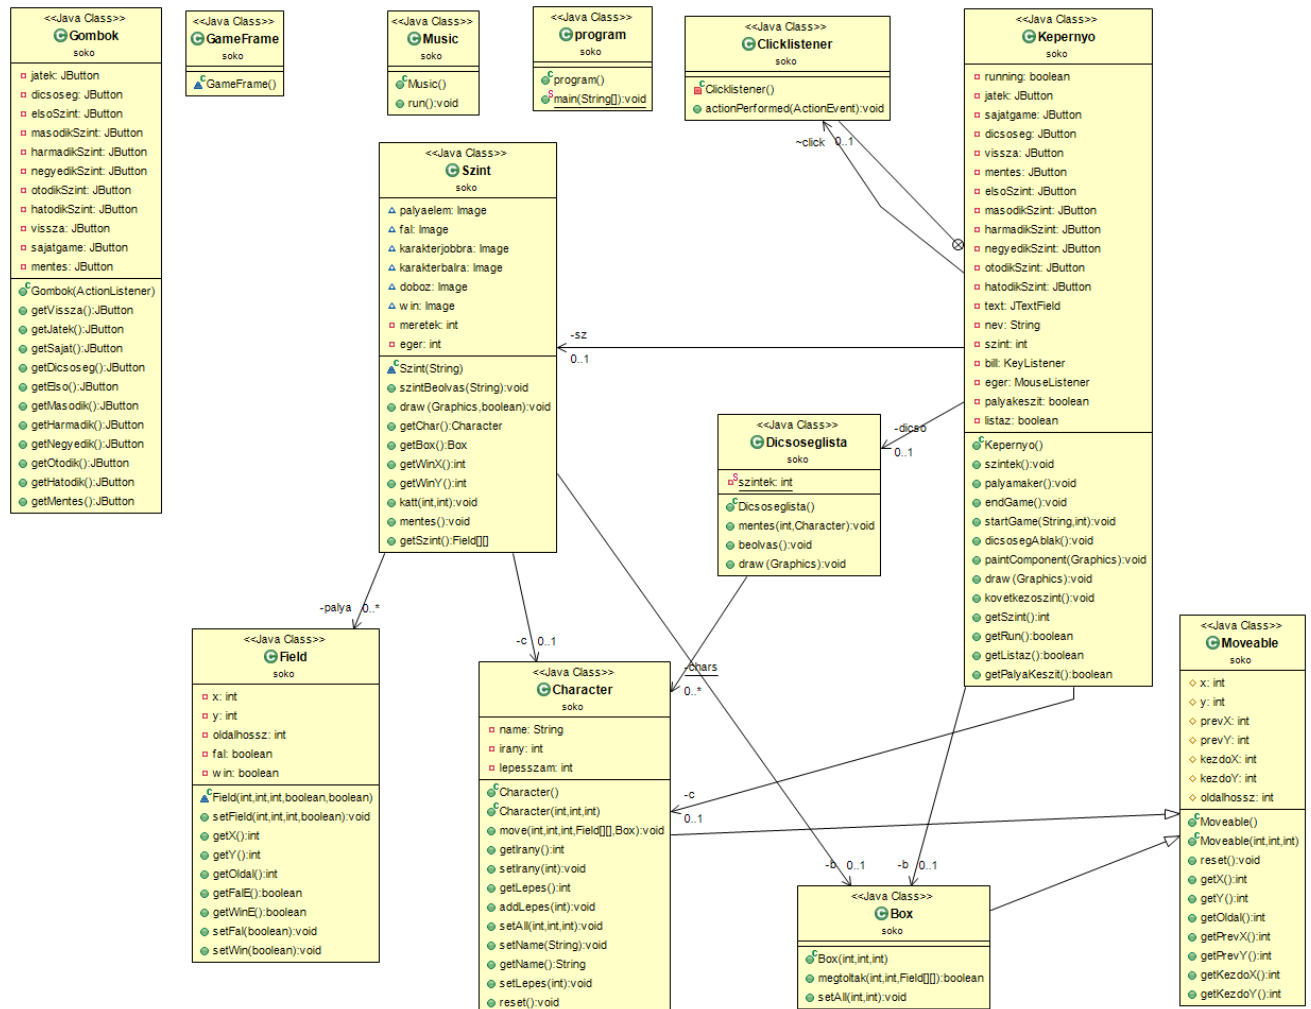 <<Java Class>>
Gombok
soko
jatek: JButton
dicsoseg: JButton
elsoSzint: JButton
masodikSzint: JButton
harmadikSzint: JButton
negyedikSzint: JButton
otodikSzint: JButton
hatodikSzint: JButton
vissza: JButton
sajatgame: JButton
mentes: JButton
Gombok(ActionListener)
getVissza():JButton
getJatek():JButton
getSajat():JButton
getDicsoseg():JButton
getElso():JButton
getMasodik():JButton
getHarmadik():JButton
getNegyedik():JButton
getOtodik():JButton
getHatodik():JButton
getMentes():JButton
<<Java Class>>
GameFrame
soko
GameFrame()
<<Java Class>>
Music
soko
Music()
run():void
<<Java Class>>
program
soko
program()
main(String[]):void
<<Java Class>>
Clicklistener
soko
Clicklistener()
actionPerformed(ActionEvent):void
~click 0..1
<<Java Class>>
Kepernyo
soko
running: boolean
jatek: JButton
sajatgame: JButton
dicsoseg: JButton
vissza: JButton
mentes: JButton
elsoSzint: JButton
masodikSzint: JButton
harmadikSzint: JButton
negyedikSzint: JButton
otodikSzint: JButton
hatodikSzint: JButton
text: JTextField
nev: String
szint: int
bill: KeyListener
eger: MouseListener
palyakeszit: boolean
listaz: boolean
Kepernyo()
szintek():void
palyamaker():void
endGame():void
startGame(String,int):void
dicsosegAblak():void
paintComponent(Graphics):void
draw(Graphics):void
kovetkezoszint():void
getSzint():int
getRun():boolean
getListaz():boolean
getPalyaKeszit():boolean
<<Java Class>>
Szint
soko
palyaelem: Image
fal: Image
karakterjobbra: Image
karakterbalra: Image
doboz: Image
win: Image
meretek: int
eger: int
Szint(String)
szintBeolvas(String):void
draw(Graphics,boolean):void
getChar():Character
getBox():Box
getWinX():int
getWinY():int
katt(int,int):void
mentes():void
getSzint():Field[][]
-sz
0..1
-dicso
0..1
<<Java Class>>
Dicsoseglista
soko
szintek: int
Dicsoseglista()
mentes(int,Character):void
beolvas():void
draw(Graphics):void
-palya 0..*
-c 0..1
-chars
0..*
<<Java Class>>
Field
soko
x: int
y: int
oldalhossz: int
fal: boolean
win: boolean
Field(int,int,int,boolean,boolean)
setField(int,int,int,boolean):void
getX():int
getY():int
getOldal():int
getFalE():boolean
getWinE():boolean
setFal(boolean):void
setWin(boolean):void
<<Java Class>>
Character
soko
name: String
irany: int
lepesszam: int
Character()
Character(int,int,int)
move(int,int,int,Field[][],Box):void
getIrany():int
setIrany(int):void
getLepes():int
addLepes(int):void
setAll(int,int,int):void
setName(String):void
getName():String
setLepes(int):void
reset():void
-c
0..1
-b 0..1
-b 0..1
<<Java Class>>
Box
soko
Box(int,int,int)
megtoltak(int,int,Field[][]):boolean
setAll(int,int):void
<<Java Class>>
Moveable
soko
x: int
y: int
prevX: int
prevY: int
kezdoX: int
kezdoY: int
oldalhossz: int
Moveable()
Moveable(int,int,int)
reset():void
getX():int
getY():int
getOldal():int
getPrevX():int
getPrevY():int
getKezdoX():int
getKezdoY():int